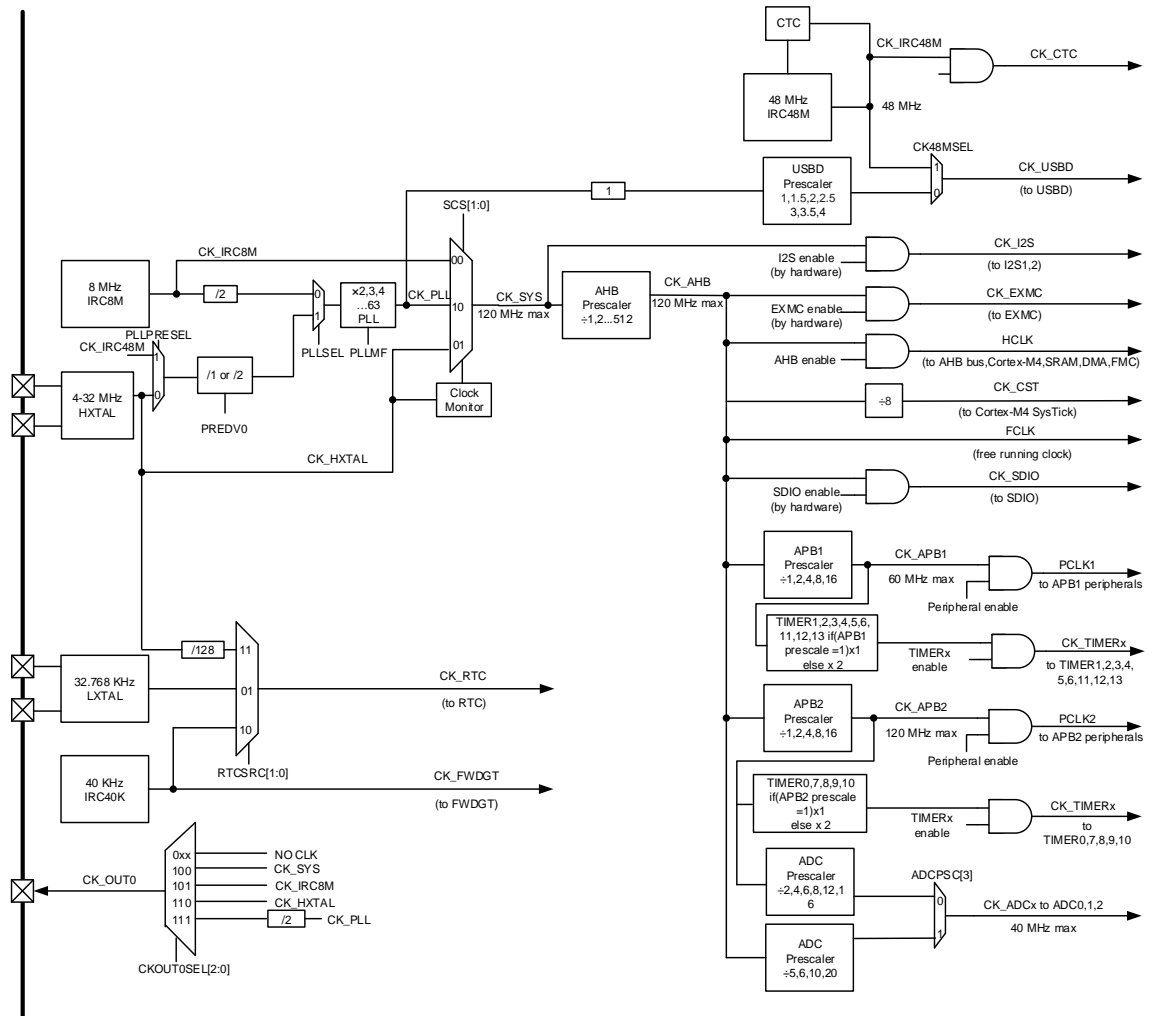 CTC
CK_IRC48M
CK_CTC
48 MHz
IRC48M
48 MHz
CK48MSEL
1
0
CK_USBD
(to USBD)
USBD
Prescaler
1,1.5,2,2.5
3,3.5,4
1
SCS[1:0]
CK_IRC8M
00
10
01
8 MHz
IRC8M
/2
0
1
PLLSEL
×2,3,4
…63
PLL
PLLMF
CK_PLL
CK_SYS
120 MHz max
AHB
Prescaler
÷1,2...512
CK_AHB
120 MHz max
I2S enable
(by hardware)
CK_I2S
(to I2S1,2)
EXMC enable
(by hardware)
CK_EXMC
(to EXMC)
AHB enable
HCLK
(to AHB bus,Cortex-M4,SRAM,DMA,FMC)
PLLPRESEL
CK_IRC48M
1
0
4-32 MHz
HXTAL
/1 or /2
PREDV0
Clock
Monitor
÷8
CK_CST
(to Cortex-M4 SysTick)
FCLK
(free running clock)
CK_HXTAL
SDIO enable
(by hardware)
CK_SDIO
(to SDIO)
APB1
Prescaler
÷1,2,4,8,16
CK_APB1
60 MHz max
Peripheral enable
PCLK1
to APB1 peripherals
TIMER1,2,3,4,5,6,
11,12,13 if(APB1
prescale =1)x1
else x 2
TIMERx
enable
CK_TIMERx
to TIMER1,2,3,4,
5,6,11,12,13
/128
11
01
10
32.768 KHz
LXTAL
CK_RTC
(to RTC)
RTCSRC[1:0]
APB2
Prescaler
÷1,2,4,8,16
CK_APB2
120 MHz max
Peripheral enable
PCLK2
to APB2 peripherals
40 KHz
IRC40K
CK_FWDGT
(to FWDGT)
TIMER0,7,8,9,10
if(APB2 prescale
=1)x1
else x 2
TIMERx
enable
CK_TIMERx
to
TIMER0,7,8,9,10
CK_OUT0
0xx
100
101
110
111
NO CLK
CK_SYS
CK_IRC8M
CK_HXTAL
/2
CK_PLL
CKOUT0SEL[2:0]
ADC
Prescaler
÷2,4,6,8,12,1
6
ADCPSC[3]
0
1
CK_ADCx to ADC0,1,2
40 MHz max
ADC
Prescaler
÷5,6,10,20